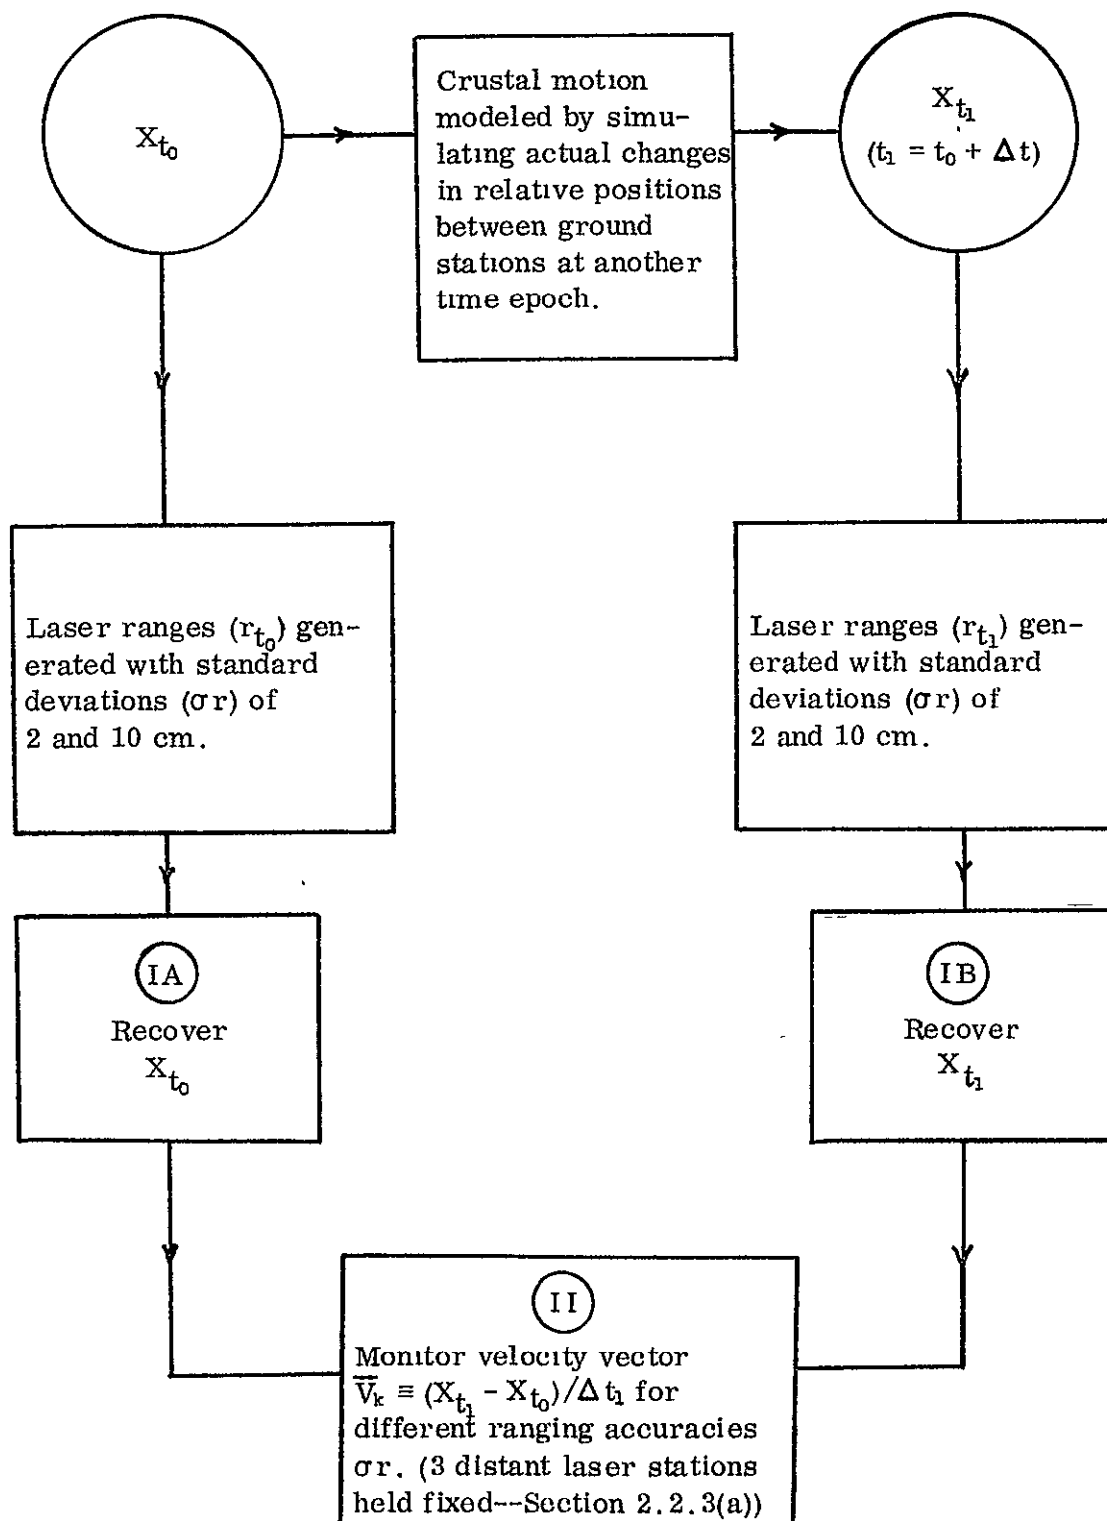 X_{t_0}
Crustal motion
modeled by simu-
lating actual changes
in relative positions
between ground
stations at another
time epoch.
X_{t_1}
(t_1 = t_0 + Δt)
Laser ranges (r_{t_0}) gen-
erated with standard
deviations (σr) of
2 and 10 cm.
Laser ranges (r_{t_1}) gen-
erated with standard
deviations (σr) of
2 and 10 cm.
IA
Recover
X_{t_0}
IB
Recover
X_{t_1}
II
Monitor velocity vector
V̅_k ≡ (X_{t_1} - X_{t_0})/Δt_1 for
different ranging accuracies
σr. (3 distant laser stations
held fixed---Section 2.2.3(a))